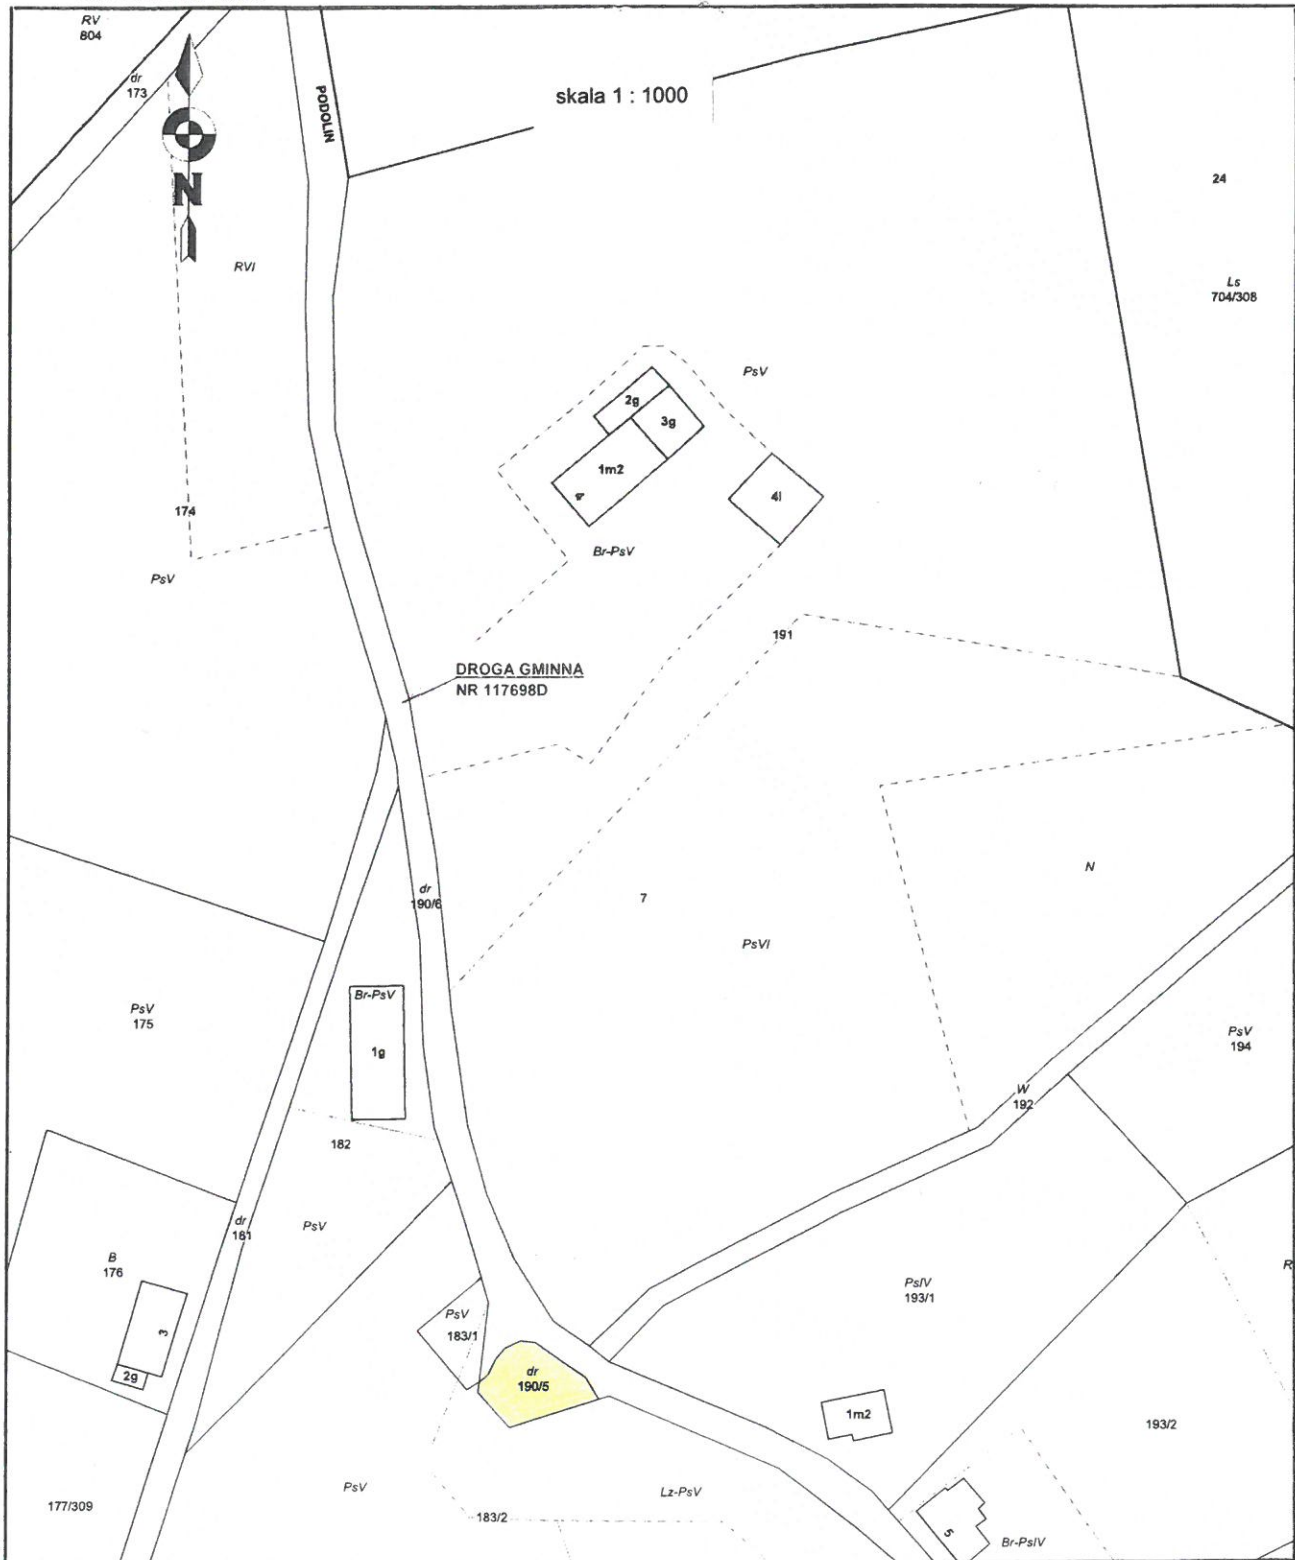 RV
804
dr
173
PODOLIN
skala 1 : 1000
N
24
RVI
Ls
704/308
PsV
2g
3g
1m2
4
4i
174
Br-PsV
PsV
191
DROGA GMINNA
NR 117698D
N
dr
190/6
7
PsVI
Br-PsV
PsV
175
1g
PsV
194
W
192
182
dr
181
PsV
B
176
PsIV
193/1
R
PsV
183/1
3
2g
dr
190/5
1m2
193/2
PsV
Lz-PsV
177/309
183/2
5
Br-PsIV